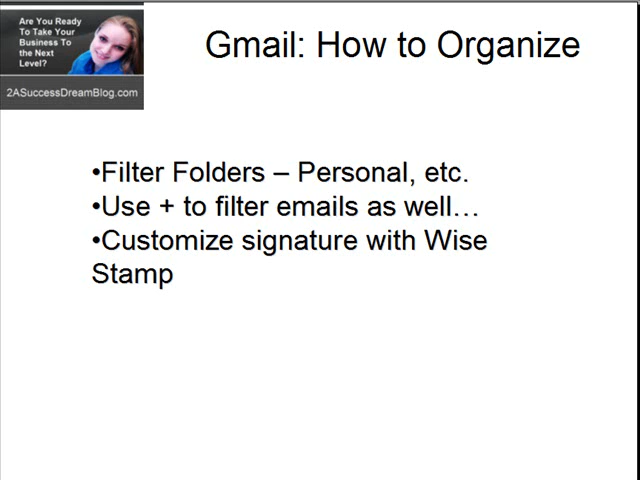 Are You Ready
To Take Your
Business To
the Next
Level?
2ASuccessDreamBlog.com
Gmail: How to Organize
•Filter Folders – Personal, etc.
•Use + to filter emails as well…
•Customize signature with Wise
Stamp